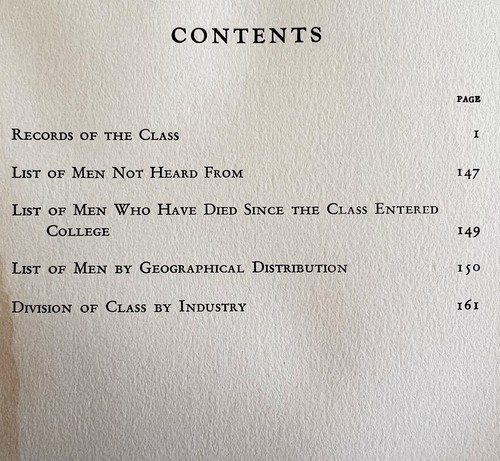 CONTENTS
PAGE
Records of the Class 1
List of Men Not Heard From 147
List of Men Who Have Died Since the Class Entered
College 149
List of Men by Geographical Distribution 150
Division of Class by Industry 161